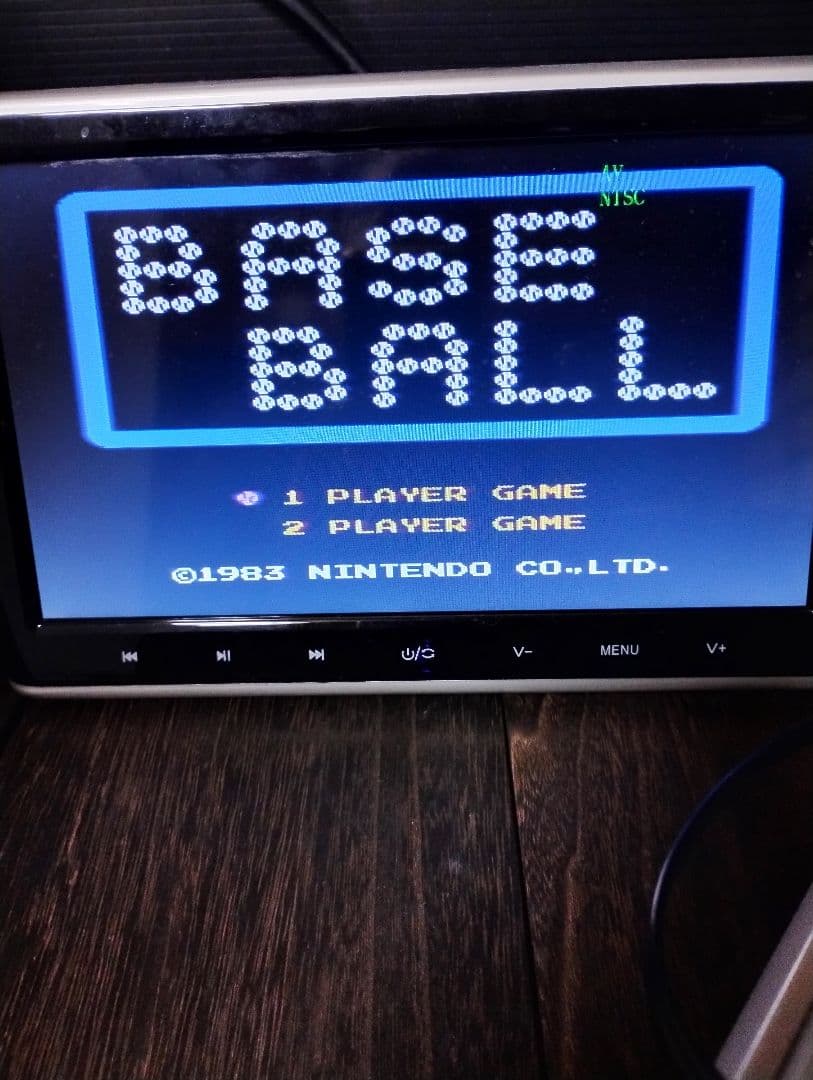 AV
NTSC
BASE
BALL
1 PLAYER GAME
2 PLAYER GAME
©1983 NINTENDO CO.,LTD.
V- MENU V+